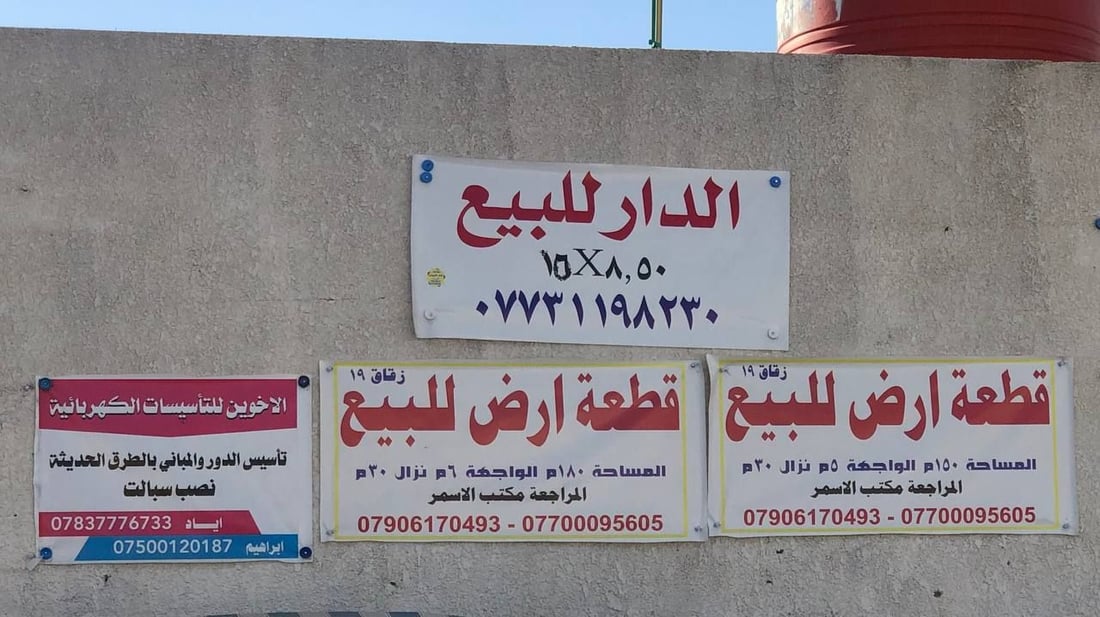 الدار للبيع
١٥X٨,٥٠
٠٧٧٣١١٩٨٢٣٠
زقاق ١٩
قطعة ارض للبيع
المساحة ١٥٠م الواجهة ٥م نزال ٣٠م
المراجعة مكتب الاسمر
07906170493 - 07700095605
زقاق ١٩
قطعة ارض للبيع
المساحة ١٨٠م الواجهة ٦م نزال ٣٠م
المراجعة مكتب الاسمر
07906170493 - 07700095605
الاخوين للتأسيسات الكهربائية
تأسيس الدور والمباني بالطرق الحديثة
نصب سبالت
اياد 07837776733
ابراهيم 07500120187